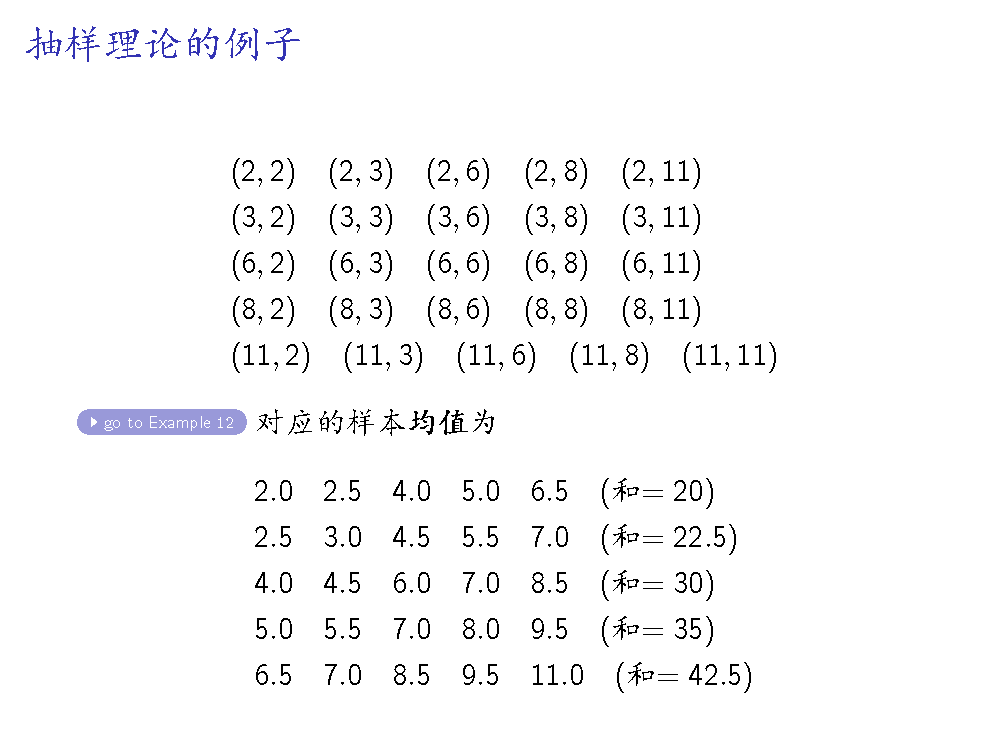 抽样理论的例子
(2, 2) (2, 3) (2, 6) (2, 8) (2, 11)
(3, 2) (3, 3) (3, 6) (3, 8) (3, 11)
(6, 2) (6, 3) (6, 6) (6, 8) (6, 11)
(8, 2) (8, 3) (8, 6) (8, 8) (8, 11)
(11, 2) (11, 3) (11, 6) (11, 8) (11, 11)
go to Example 12 对应的样本均值为
2.0 2.5 4.0 5.0 6.5 (和= 20)
2.5 3.0 4.5 5.5 7.0 (和= 22.5)
4.0 4.5 6.0 7.0 8.5 (和= 30)
5.0 5.5 7.0 8.0 9.5 (和= 35)
6.5 7.0 8.5 9.5 11.0 (和= 42.5)